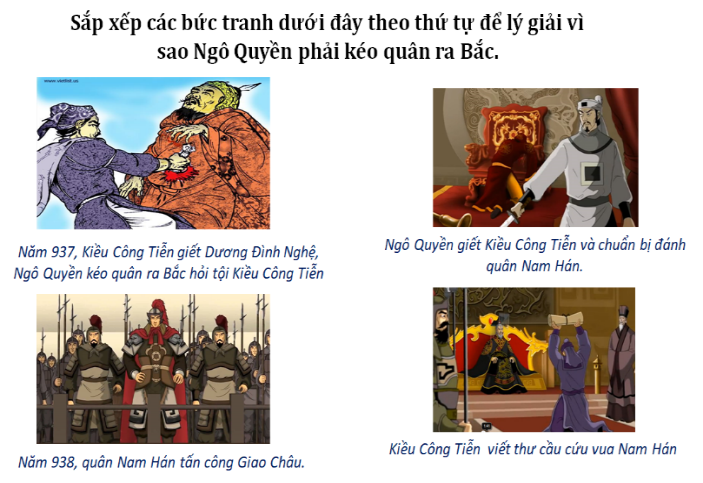 Sắp xếp các bức tranh dưới đây theo thứ tự để lý giải vì
sao Ngô Quyền phải kéo quân ra Bắc.
www.vietlist.us
Năm 937, Kiều Công Tiễn giết Dương Đình Nghệ,
Ngô Quyền kéo quân ra Bắc hỏi tội Kiều Công Tiễn
Ngô Quyền giết Kiều Công Tiễn và chuẩn bị đánh
quân Nam Hán.
Năm 938, quân Nam Hán tấn công Giao Châu.
Kiều Công Tiễn viết thư cầu cứu vua Nam Hán